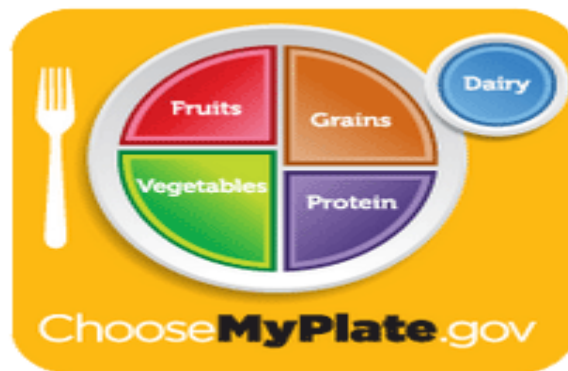 Dairy
Fruits
Grains
Vegetables
Protein
ChooseMyPlate.gov